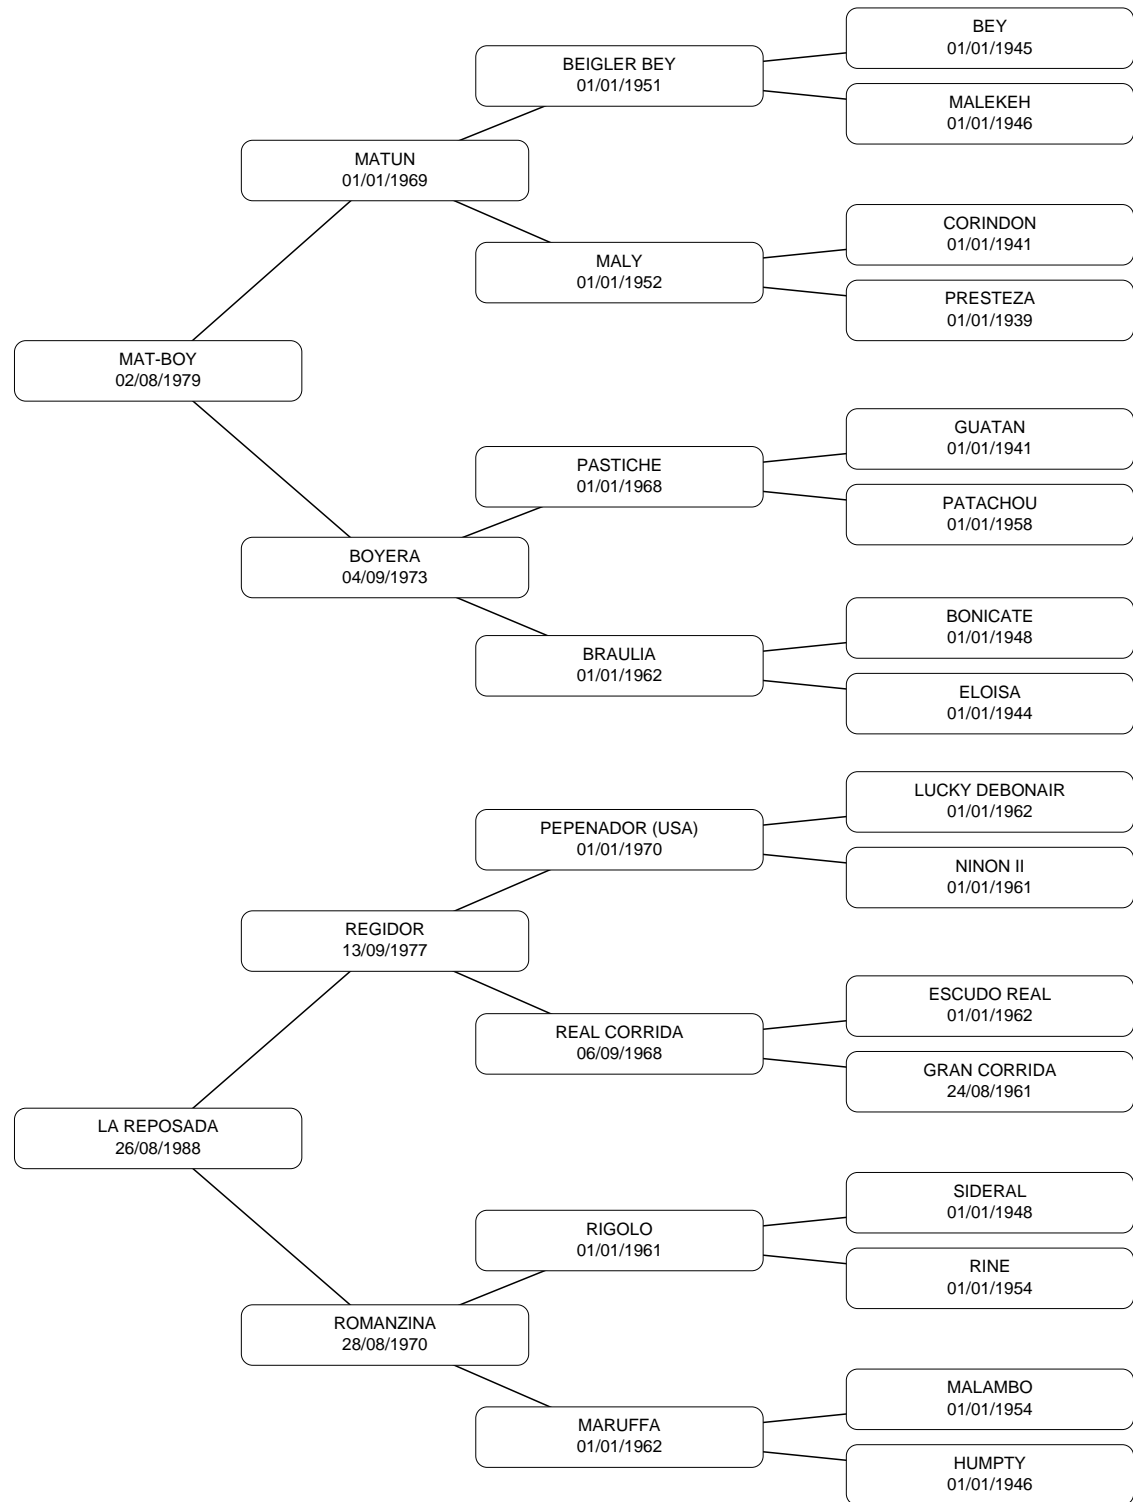 BEY
01/01/1945
BEIGLER BEY
01/01/1951
MALEKEH
01/01/1946
MATUN
01/01/1969
CORINDON
01/01/1941
MALY
01/01/1952
PRESTEZA
01/01/1939
MAT-BOY
02/08/1979
GUATAN
01/01/1941
PASTICHE
01/01/1968
PATACHOU
01/01/1958
BOYERA
04/09/1973
BONICATE
01/01/1948
BRAULIA
01/01/1962
ELOISA
01/01/1944
LUCKY DEBONAIR
01/01/1962
PEPENADOR (USA)
01/01/1970
NINON II
01/01/1961
REGIDOR
13/09/1977
ESCUDO REAL
01/01/1962
REAL CORRIDA
06/09/1968
GRAN CORRIDA
24/08/1961
LA REPOSADA
26/08/1988
SIDERAL
01/01/1948
RIGOLO
01/01/1961
RINE
01/01/1954
ROMANZINA
28/08/1970
MALAMBO
01/01/1954
MARUFFA
01/01/1962
HUMPTY
01/01/1946